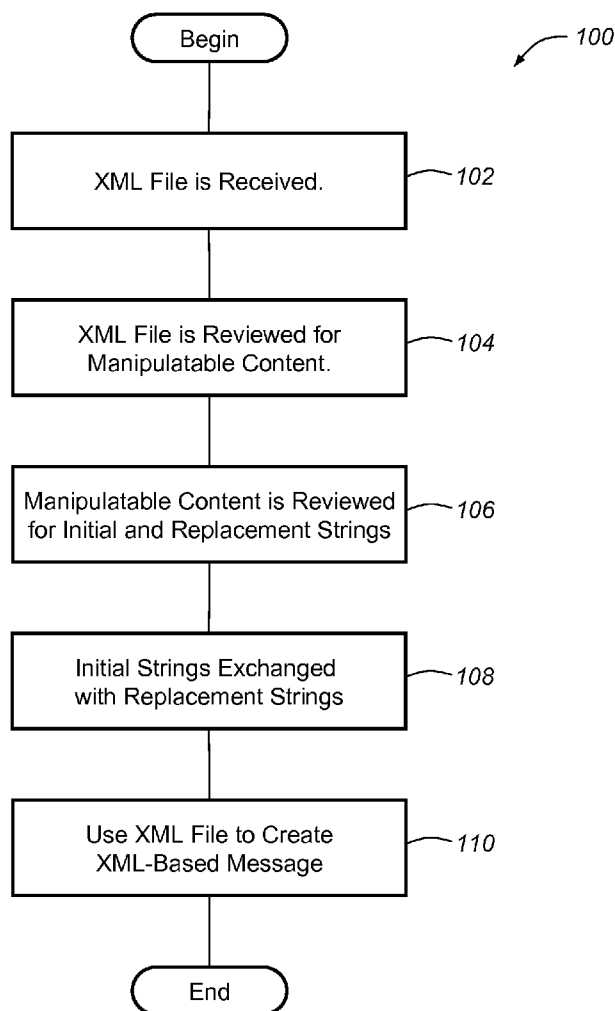 Begin
100
XML File is Received.
102
XML File is Reviewed for
Manipulatable Content.
104
Manipulatable Content is Reviewed
for Initial and Replacement Strings
106
Initial Strings Exchanged
with Replacement Strings
108
Use XML File to Create
XML-Based Message
110
End